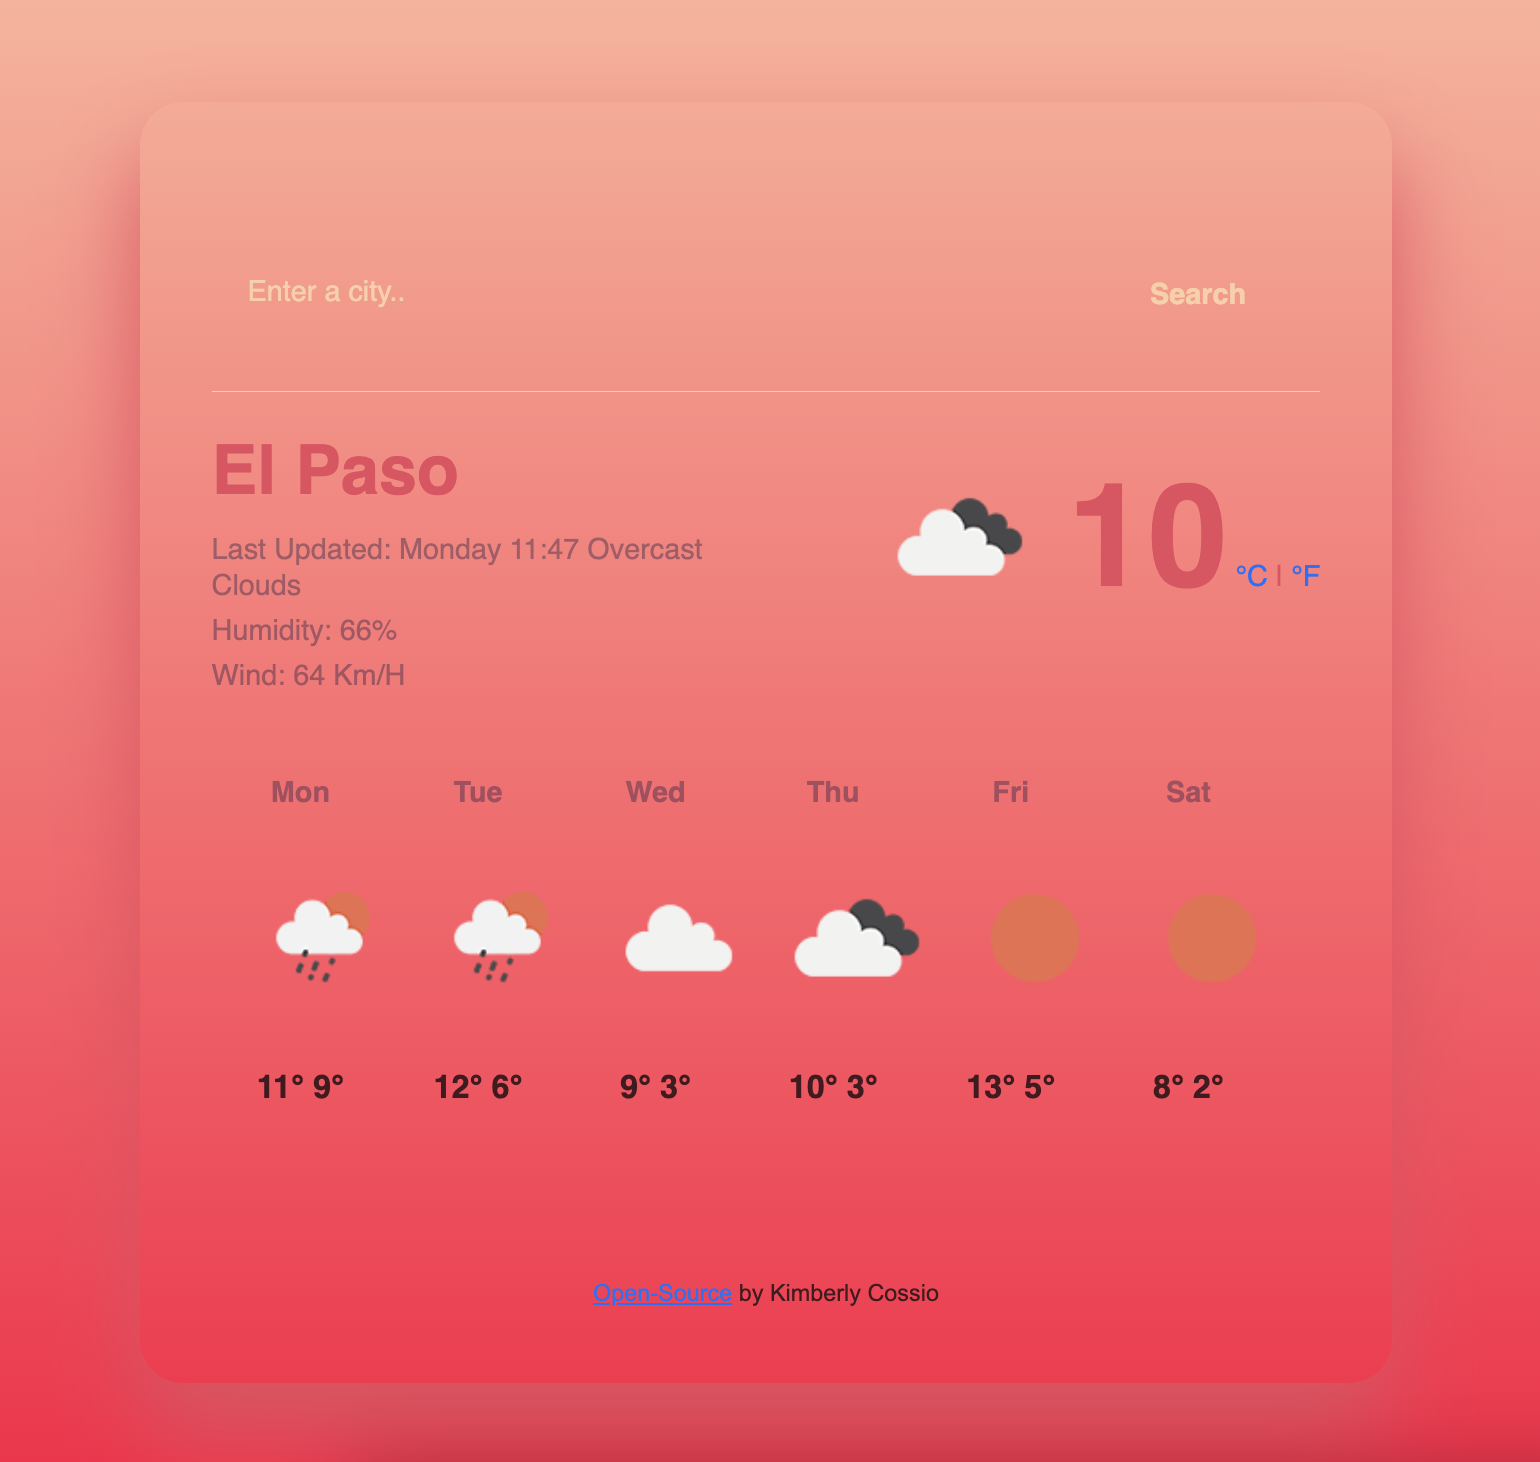 Enter a city..
Search
El Paso
Last Updated: Monday 11:47 Overcast
Clouds
Humidity: 66%
Wind: 64 Km/H
10 °C | °F
Mon Tue Wed Thu Fri Sat
11° 9° 12° 6° 9° 3° 10° 3° 13° 5° 8° 2°
Open-Source by Kimberly Cossio